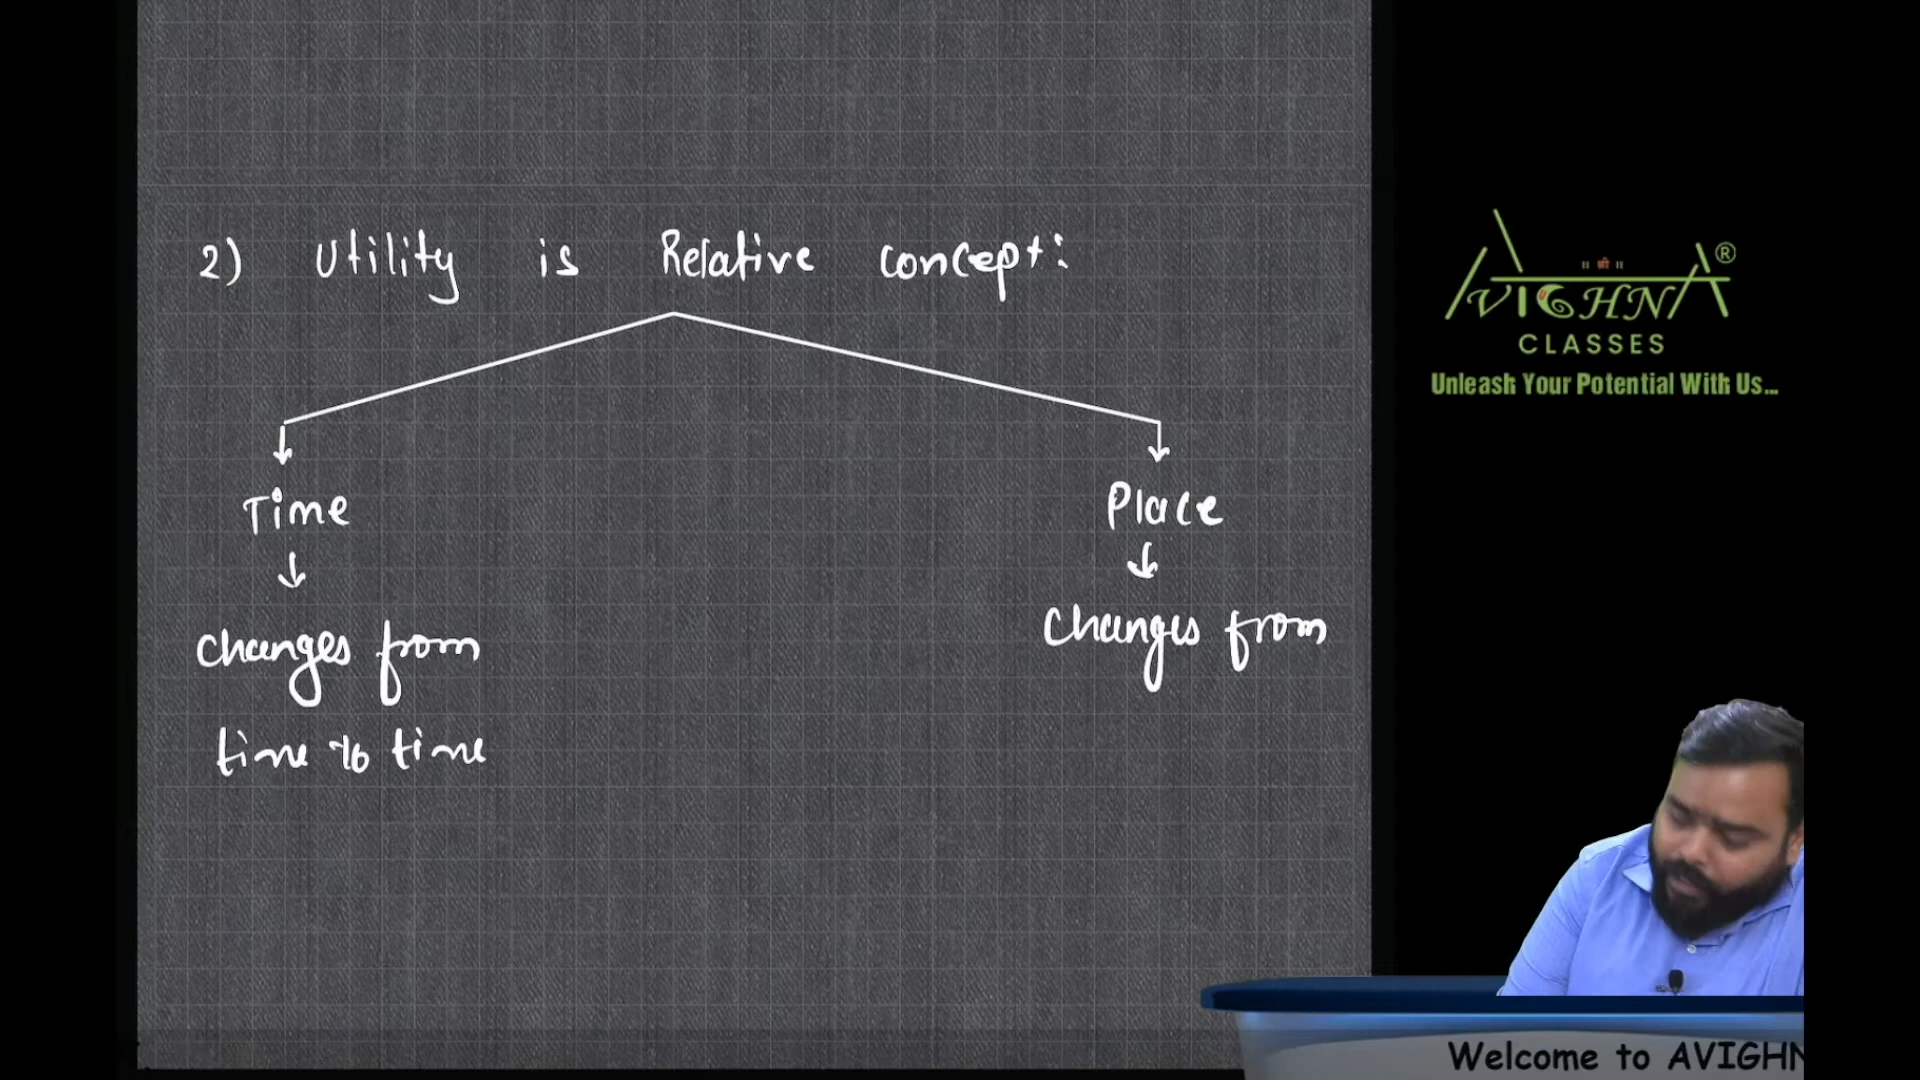 2) Utility is Relative concept:
Time
Place
changes from
time to time
changes from
॥ श्री ॥
AVIGHNA ®
CLASSES
Unleash Your Potential With Us...
Welcome to AVIGHN